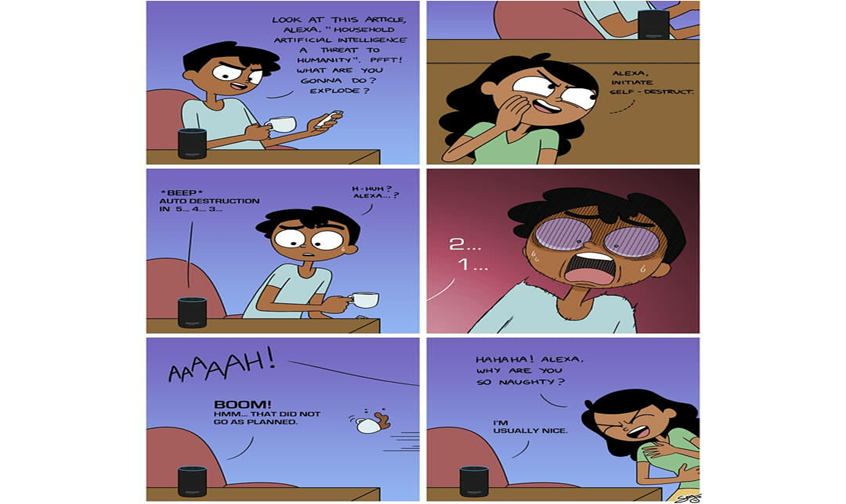 LOOK AT THIS ARTICLE,
ALEXA. "HOUSEHOLD
ARTIFICIAL INTELLIGENCE
A THREAT TO
HUMANITY". PFFT!
WHAT ARE YOU
GONNA DO?
EXPLODE?
ALEXA,
INITIATE
SELF-DESTRUCT.
*BEEP*
AUTO DESTRUCTION
IN 5... 4... 3...
H-HUH?
ALEXA...?
2...
1...
AAAAAH!
BOOM!
HMM... THAT DID NOT
GO AS PLANNED.
HAHAHA! ALEXA,
WHY ARE YOU
SO NAUGHTY?
I'M
USUALLY NICE.